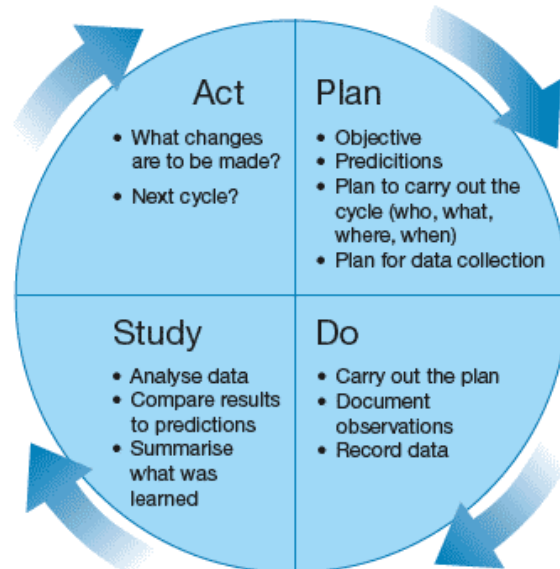 Act
• What changes
are to be made?
• Next cycle?
Plan
• Objective
• Predicitions
• Plan to carry out the
cycle (who, what,
where, when)
• Plan for data collection
Study
• Analyse data
• Compare results
to predictions
• Summarise
what was
learned
Do
• Carry out the plan
• Document
observations
• Record data